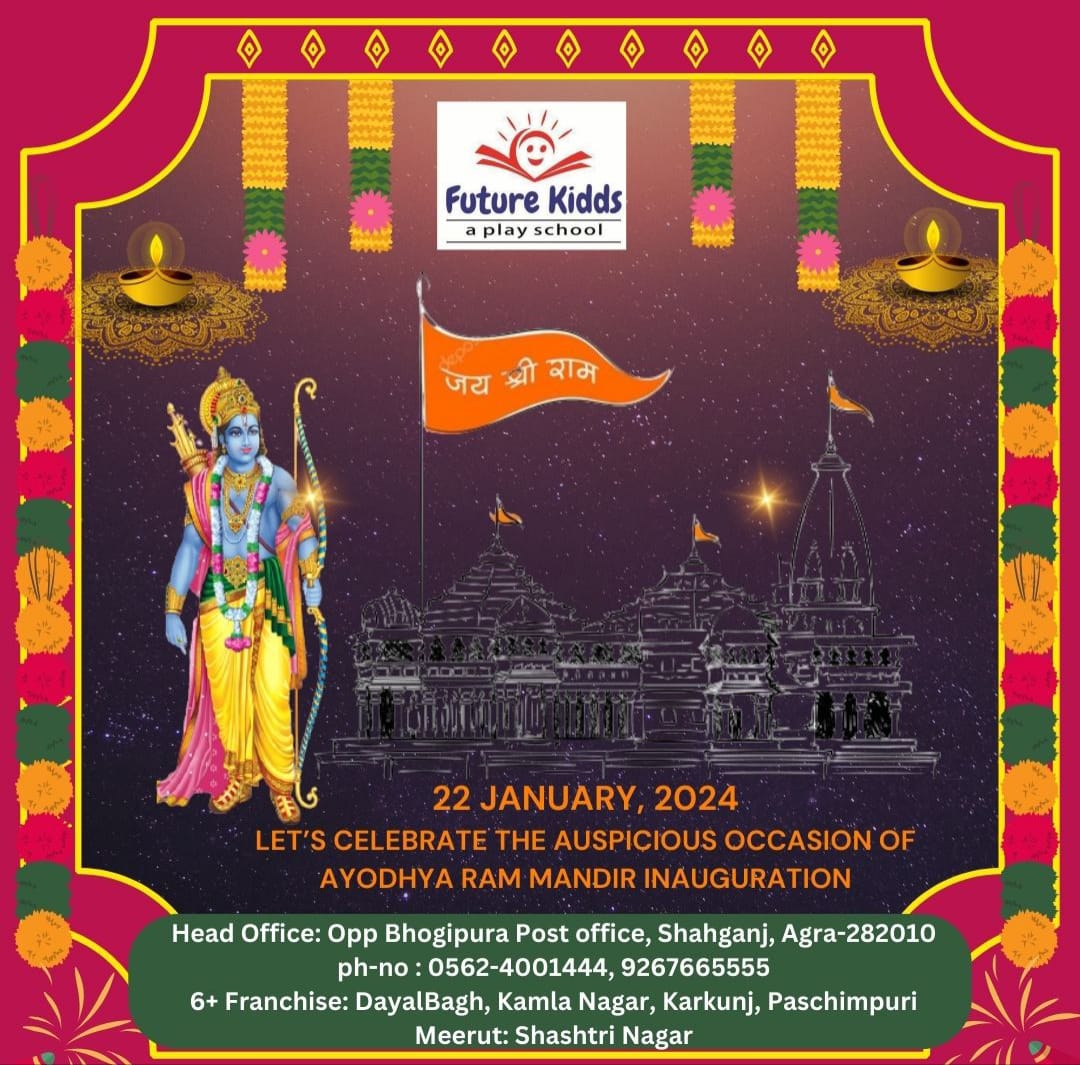 Future Kidds
a play school
जय श्री राम
22 JANUARY, 2024
LET'S CELEBRATE THE AUSPICIOUS OCCASION OF
AYODHYA RAM MANDIR INAUGURATION
Head Office: Opp Bhogipura Post office, Shahganj, Agra-282010
ph-no : 0562-4001444, 9267665555
6+ Franchise: DayalBagh, Kamla Nagar, Karkunj, Paschimpuri
Meerut: Shashtri Nagar